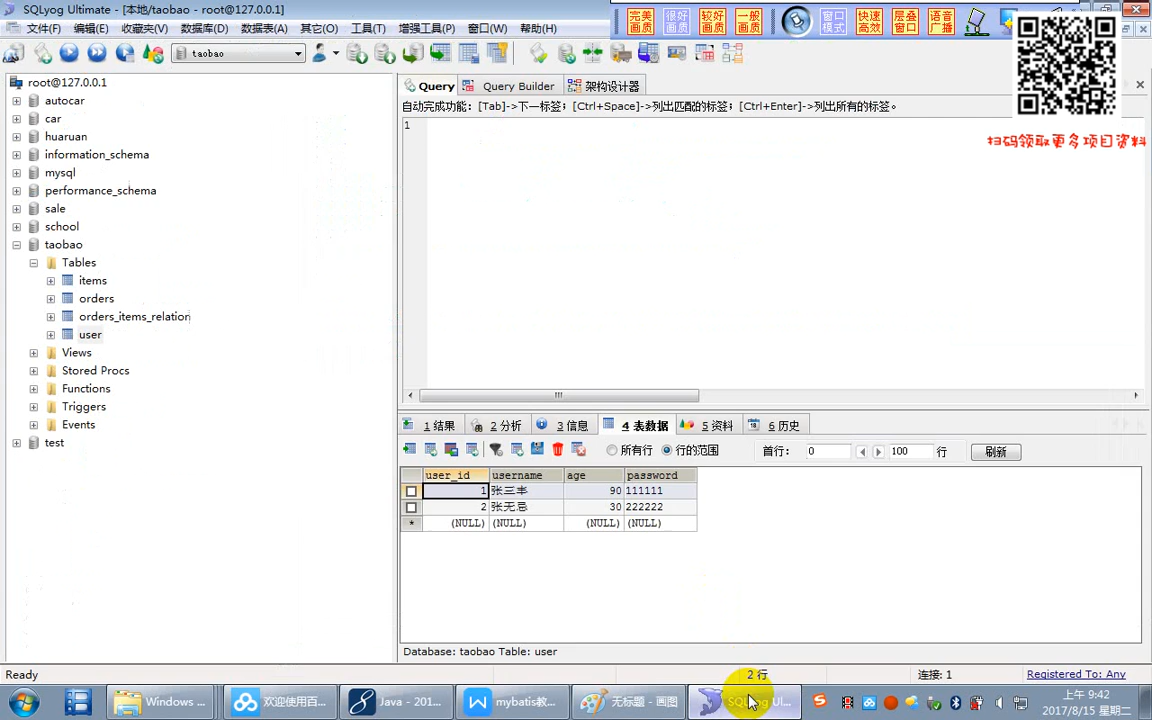 SQLyog Ultimate - [本地/taobao - root@127.0.0.1]
完美画质 很好画质 较好画质 一般画质 窗口模式 快速高效 层叠窗口 语音广播
文件(F) 编辑(E) 收藏夹(V) 数据库(D) 数据表(A) 其它(O) 工具(T) 增强工具(P) 窗口(W) 帮助(H)
taobao
扫码领取更多项目资料
root@127.0.0.1
autocar
car
huaruan
information_schema
mysql
performance_schema
sale
school
taobao
Tables
items
orders
orders_items_relation
user
Views
Stored Procs
Functions
Triggers
Events
test
Query Query Builder 架构设计器
自动完成功能: [Tab]->下一标签; [Ctrl+Space]->列出匹配的标签; [Ctrl+Enter]->列出所有的标签。
1
1 结果 2 分析 3 信息 4 表数据 5 资料 6 历史
所有行 行的范围 首行: 0 100 行 刷新
user_id username age password
1 张三丰 90 111111
2 张无忌 30 222222
* (NULL) (NULL) (NULL) (NULL)
Database: taobao Table: user
Ready 2 行 连接: 1 Registered To: Any
Windows ... 欢迎使用百... Java - 201... mybatis教... 无标题 - 画图 SQLyog Ul...
上午 9:42
2017/8/15 星期二